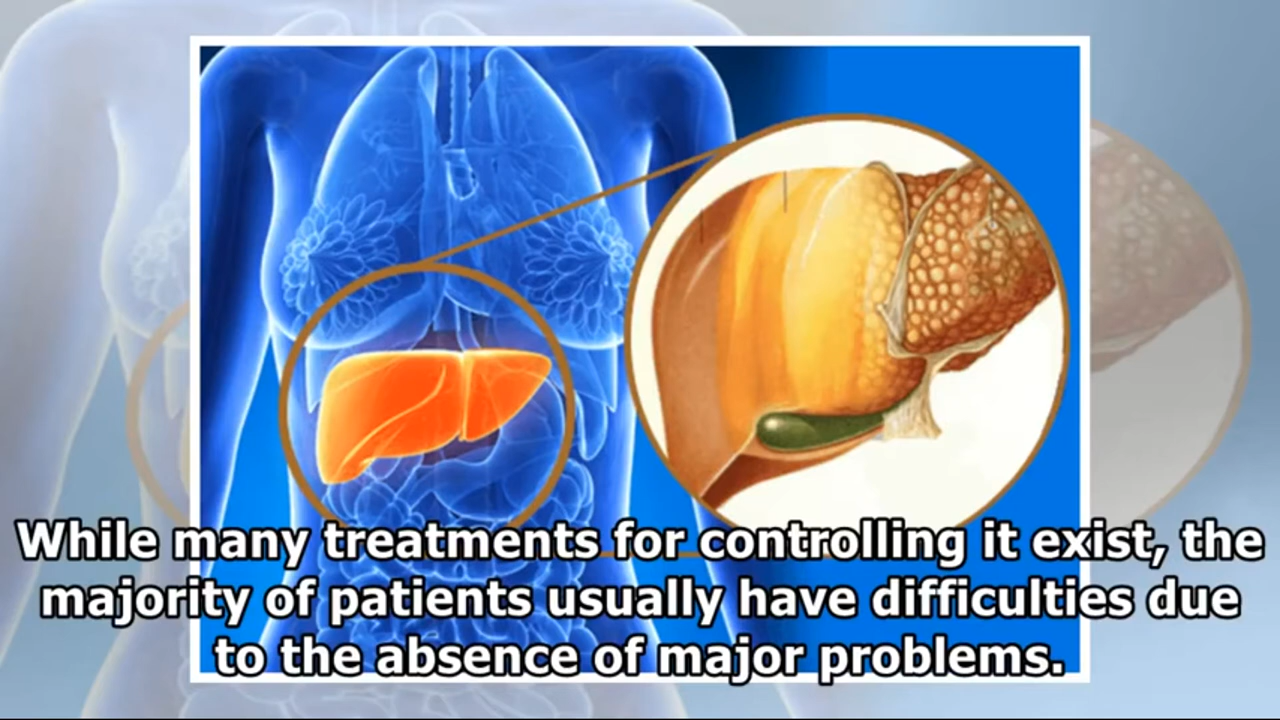 While many treatments for controlling it exist, the
majority of patients usually have difficulties due
to the absence of major problems.